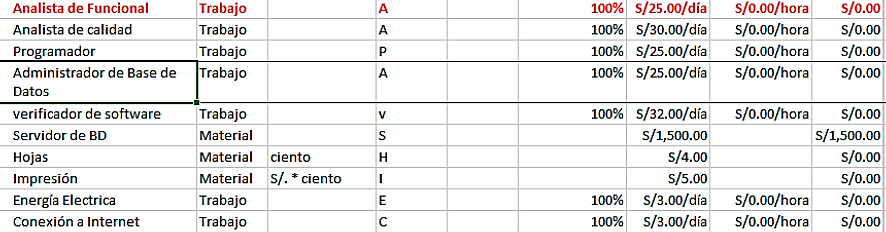 Analista de Funcional Trabajo A 100% S/25.00/día S/0.00/hora S/0.00
Analista de calidad Trabajo A 100% S/30.00/día S/0.00/hora S/0.00
Programador Trabajo P 100% S/25.00/día S/0.00/hora S/0.00
Administrador de Base de Trabajo A 100% S/25.00/día S/0.00/hora S/0.00
Datos
verificador de software Trabajo v 100% S/32.00/día S/0.00/hora S/0.00
Servidor de BD Material S S/1,500.00 S/1,500.00
Hojas Material ciento H S/4.00 S/0.00
Impresión Material S/. * ciento I S/5.00 S/0.00
Energía Electrica Trabajo E 100% S/3.00/día S/0.00/hora S/0.00
Conexión a Internet Trabajo C 100% S/3.00/día S/0.00/hora S/0.00